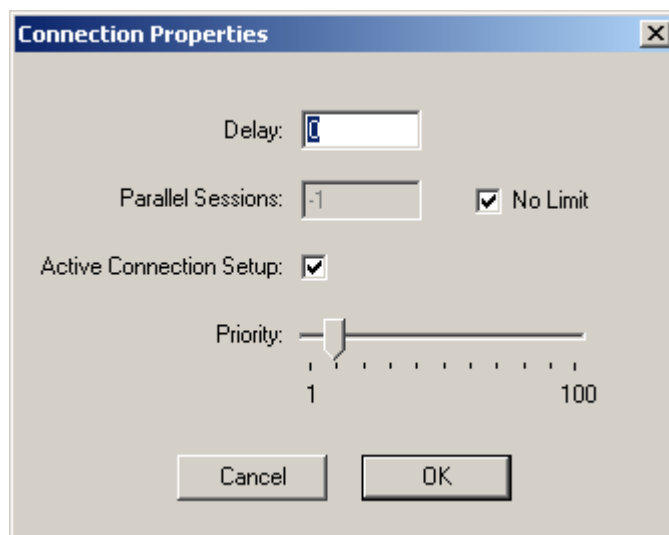 Connection Properties
Delay: 0
Parallel Sessions: -1 No Limit
Active Connection Setup:
Priority:
1 100
Cancel OK